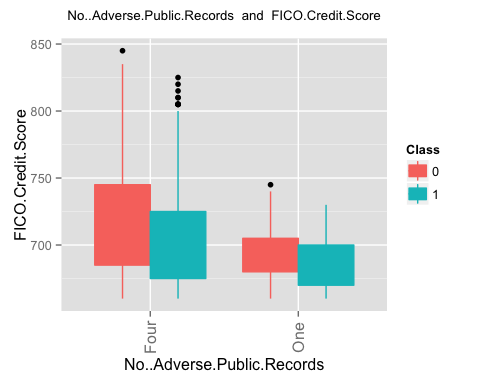 No..Adverse.Public.Records and FICO.Credit.Score
850
800
750
700
FICO.Credit.Score
Four
One
No..Adverse.Public.Records
Class
0
1